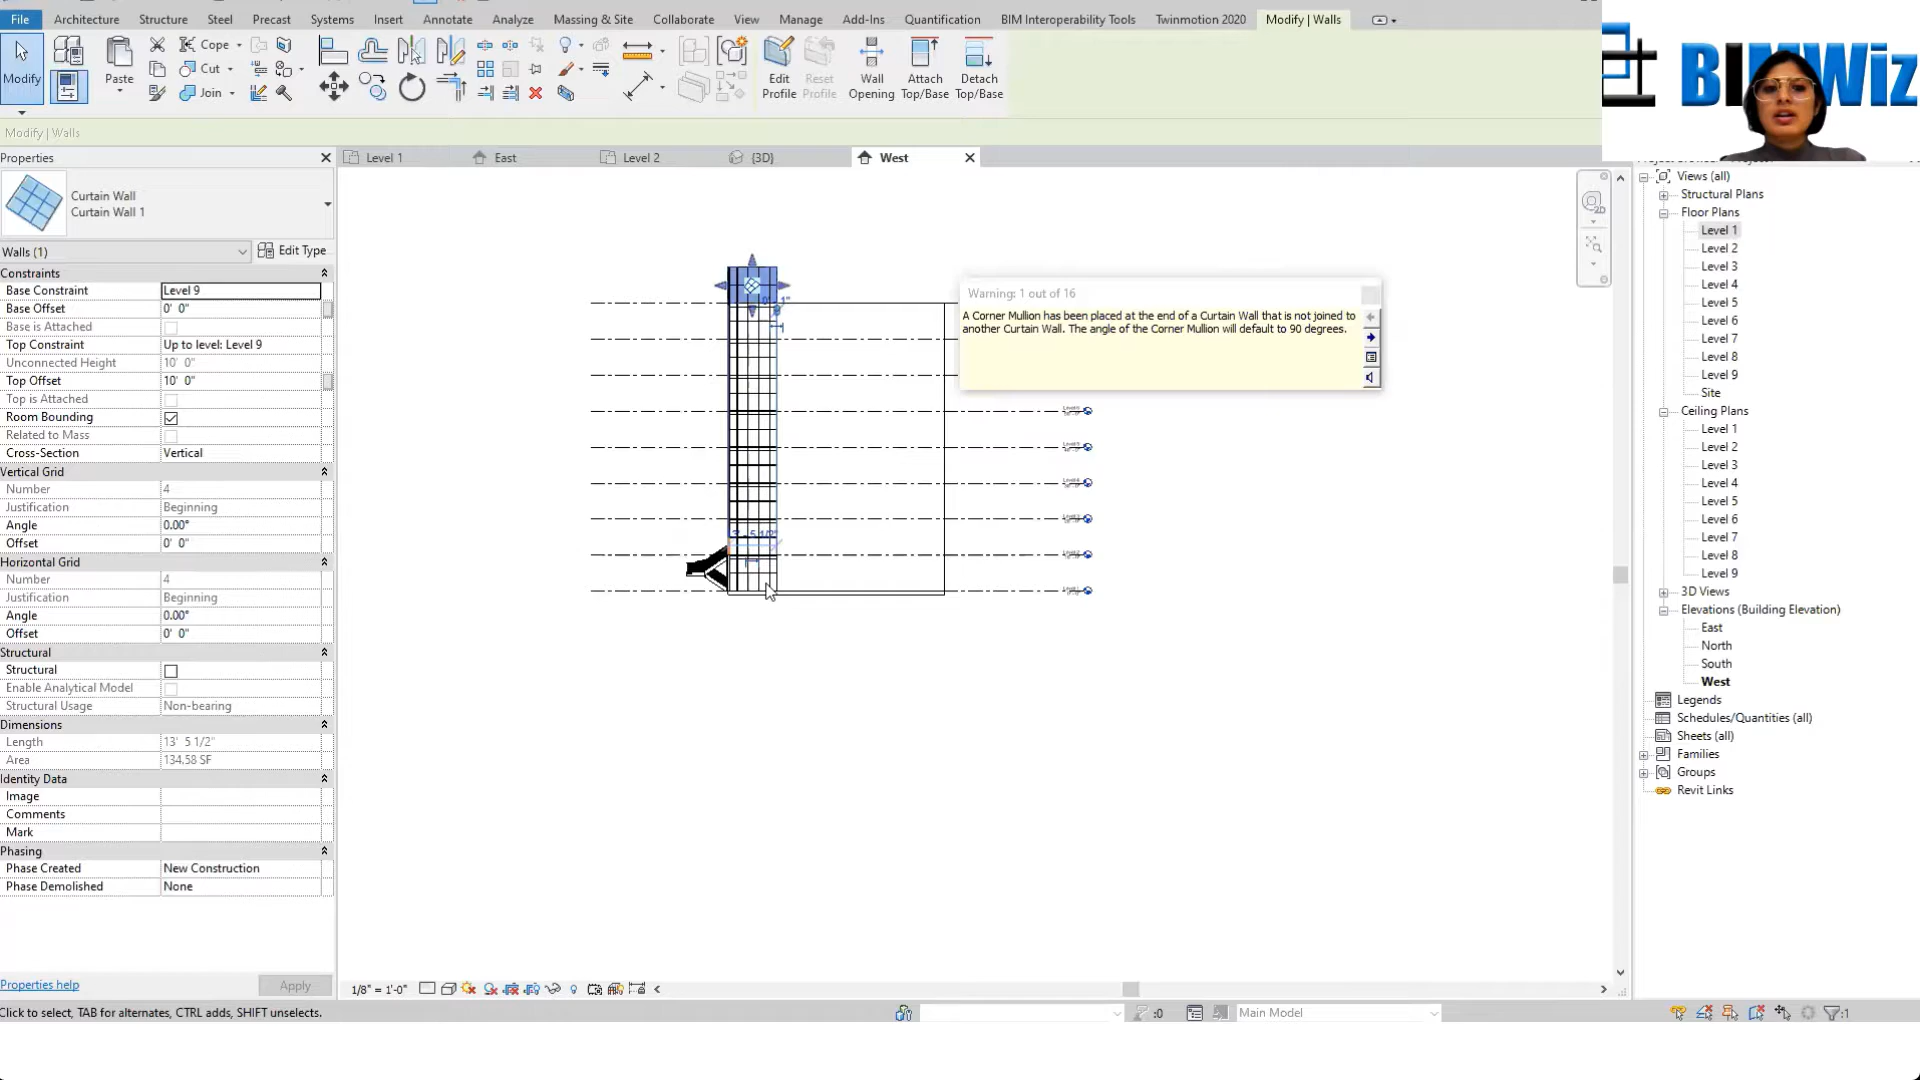 File Architecture Structure Steel Precast Systems Insert Annotate Analyze Massing & Site Collaborate View Manage Add-Ins Quantification BIM Interoperability Tools Twinmotion 2020 Modify | Walls
Modify
Paste
Cope
Cut
Join
Edit Profile
Reset Profile
Wall Opening
Attach Top/Base
Detach Top/Base
BIMWiz
Modify | Walls
Properties
Level 1
East
Level 2
{3D}
West
Curtain Wall
Curtain Wall 1
Walls (1)
Edit Type
Constraints
Base Constraint Level 9
Base Offset 0' 0"
Base is Attached
Top Constraint Up to level: Level 9
Unconnected Height 10' 0"
Top Offset 10' 0"
Top is Attached
Room Bounding
Related to Mass
Cross-Section Vertical
Vertical Grid
Number 4
Justification Beginning
Angle 0.00°
Offset 0' 0"
Horizontal Grid
Number 4
Justification Beginning
Angle 0.00°
Offset 0' 0"
Structural
Structural
Enable Analytical Model
Structural Usage Non-bearing
Dimensions
Length 13' 5 1/2"
Area 134.58 SF
Identity Data
Image
Comments
Mark
Phasing
Phase Created New Construction
Phase Demolished None
Properties help
Apply
Warning: 1 out of 16
A Corner Mullion has been placed at the end of a Curtain Wall that is not joined to
another Curtain Wall. The angle of the Corner Mullion will default to 90 degrees.
2D
Views (all)
Structural Plans
Floor Plans
Level 1
Level 2
Level 3
Level 4
Level 5
Level 6
Level 7
Level 8
Level 9
Site
Ceiling Plans
Level 1
Level 2
Level 3
Level 4
Level 5
Level 6
Level 7
Level 8
Level 9
3D Views
Elevations (Building Elevation)
East
North
South
West
Legends
Schedules/Quantities (all)
Sheets (all)
Families
Groups
Revit Links
1/8" = 1'-0"
Click to select, TAB for alternates, CTRL adds, SHIFT unselects.
:0
Main Model
:1